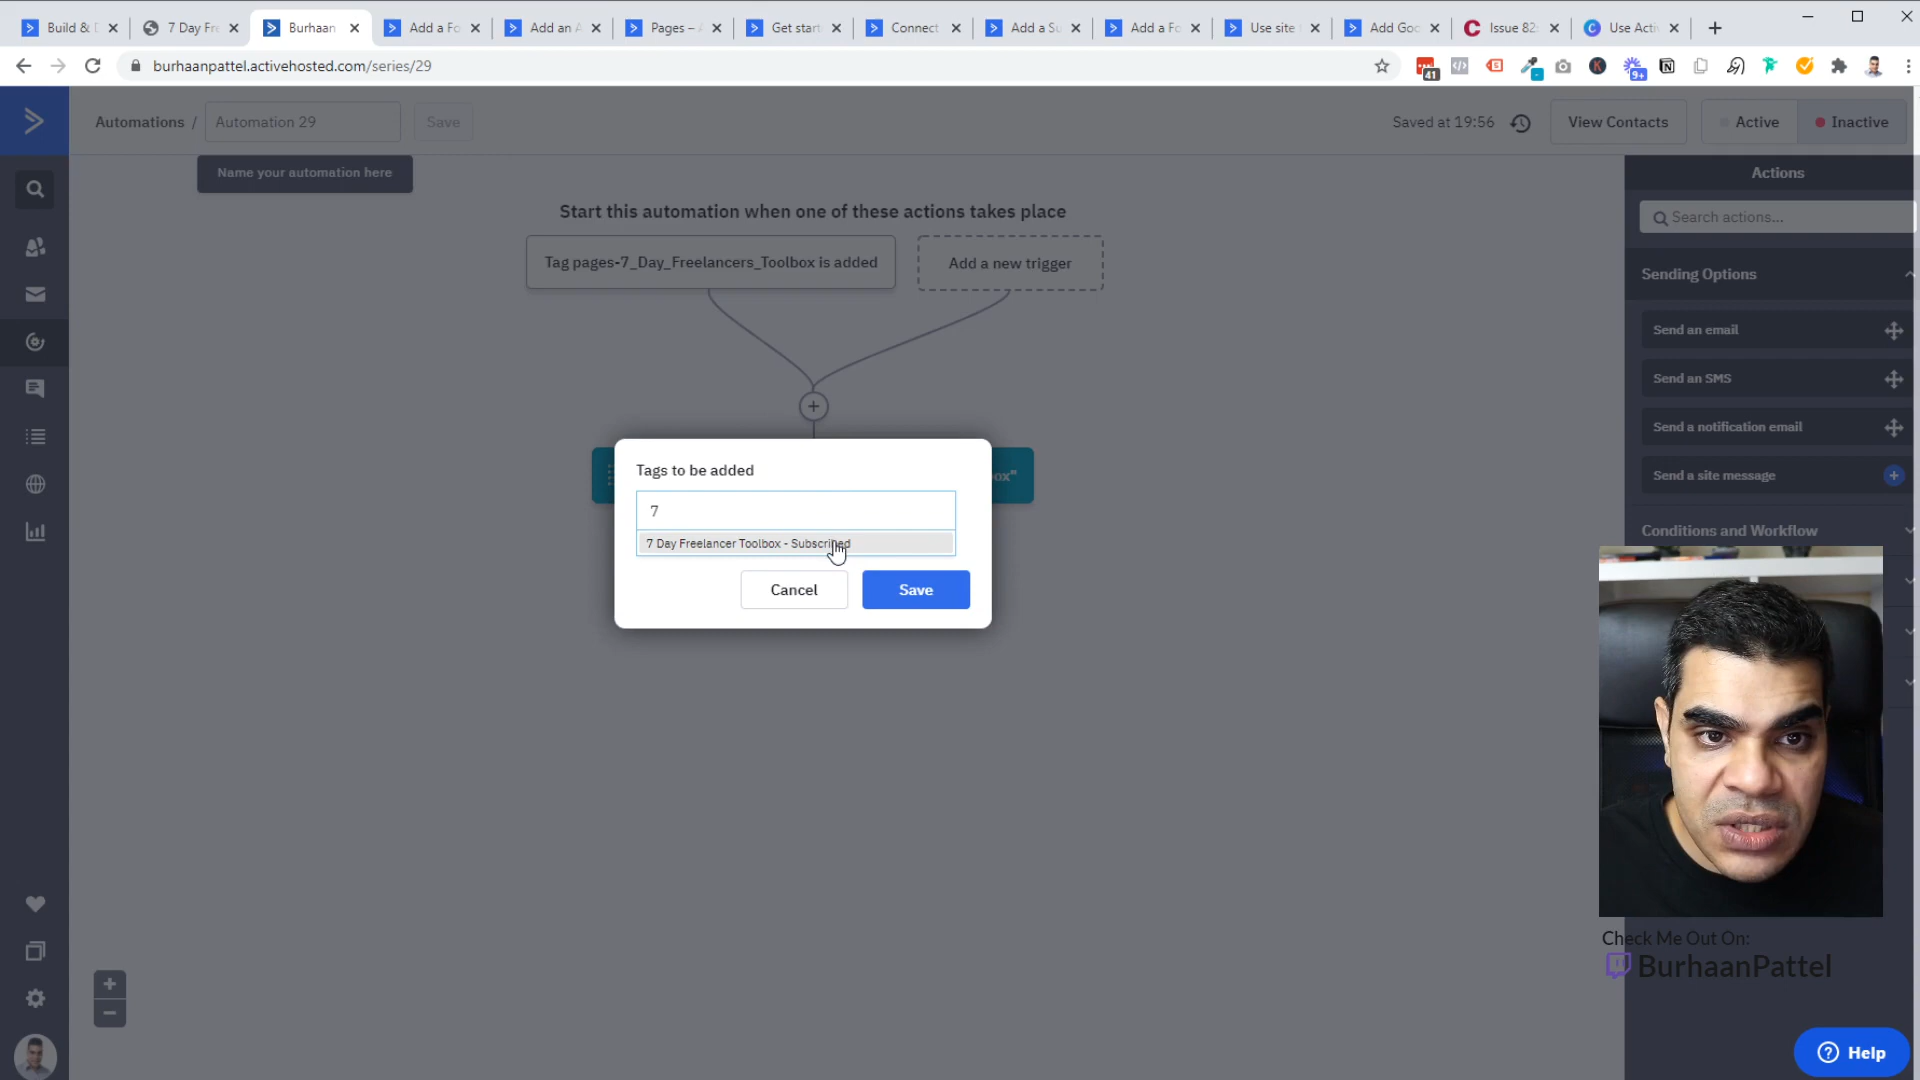 Build & D
7 Day Fre
Burhaan
Add a Fo
Add an A
Pages – A
Get start
Connect
Add a Su
Add a Fo
Use site
Add Goo
Issue 82
Use Activ
burhaanpattel.activehosted.com/series/29
41
9+
Automations / Automation 29 Save
Saved at 19:56 View Contacts Active Inactive
Name your automation here
Actions
Start this automation when one of these actions takes place
Search actions...
Tag pages-7_Day_Freelancers_Toolbox is added
Add a new trigger
Sending Options
Send an email
Send an SMS
Send a notification email
Send a site message
Conditions and Workflow
Tags to be added
ox"
7
7 Day Freelancer Toolbox - Subscribed
Cancel Save
Check Me Out On:
BurhaanPattel
Help